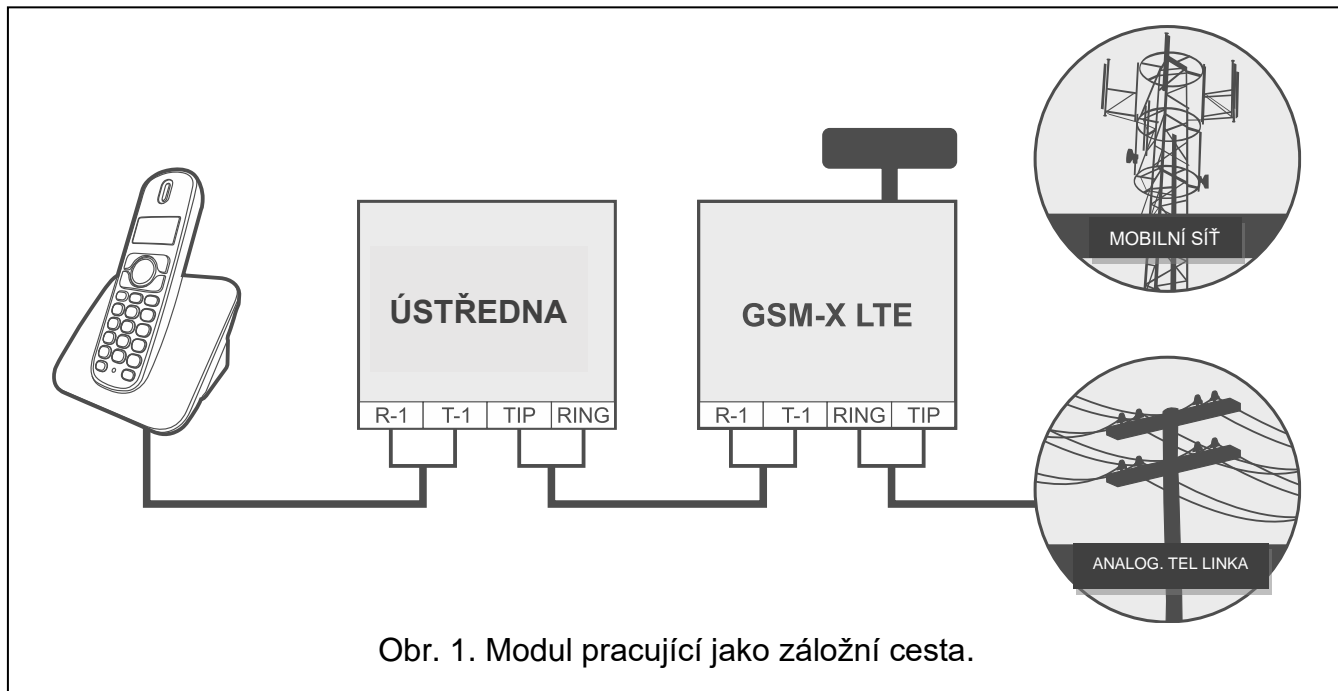 MOBILNÍ SÍŤ
ÚSTŘEDNA
GSM-X LTE
R-1 T-1 TIP RING
R-1 T-1 RING TIP
ANALOG. TEL LINKA
Obr. 1. Modul pracující jako záložní cesta.